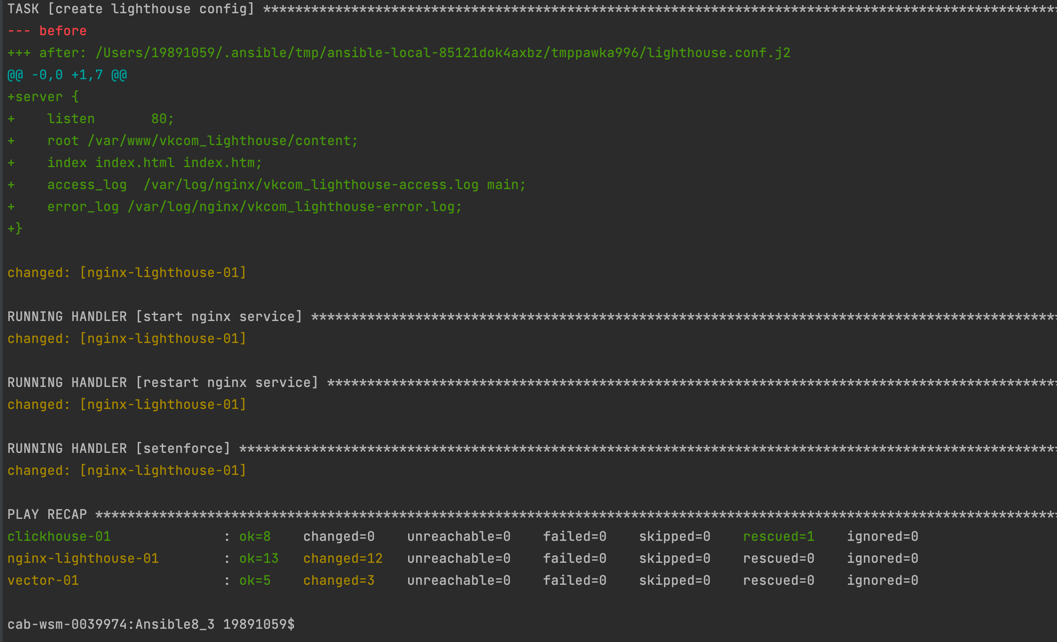 TASK [create lighthouse config] ***************************************************************************************************
--- before
+++ after: /Users/19891059/.ansible/tmp/ansible-local-85121dok4axbz/tmppawka996/lighthouse.conf.j2
@@ -0,0 +1,7 @@
+server {
+    listen       80;
+    root /var/www/vkcom_lighthouse/content;
+    index index.html index.htm;
+    access_log  /var/log/nginx/vkcom_lighthouse-access.log main;
+    error_log /var/log/nginx/vkcom_lighthouse-error.log;
+}
changed: [nginx-lighthouse-01]
RUNNING HANDLER [start nginx service] *********************************************************************************************
changed: [nginx-lighthouse-01]
RUNNING HANDLER [restart nginx service] *******************************************************************************************
changed: [nginx-lighthouse-01]
RUNNING HANDLER [setenforce] ******************************************************************************************************
changed: [nginx-lighthouse-01]
PLAY RECAP ************************************************************************************************************************
clickhouse-01              : ok=8    changed=0    unreachable=0    failed=0    skipped=0    rescued=1    ignored=0
nginx-lighthouse-01        : ok=13   changed=12   unreachable=0    failed=0    skipped=0    rescued=0    ignored=0
vector-01                  : ok=5    changed=3    unreachable=0    failed=0    skipped=0    rescued=0    ignored=0
cab-wsm-0039974:Ansible8_3 19891059$